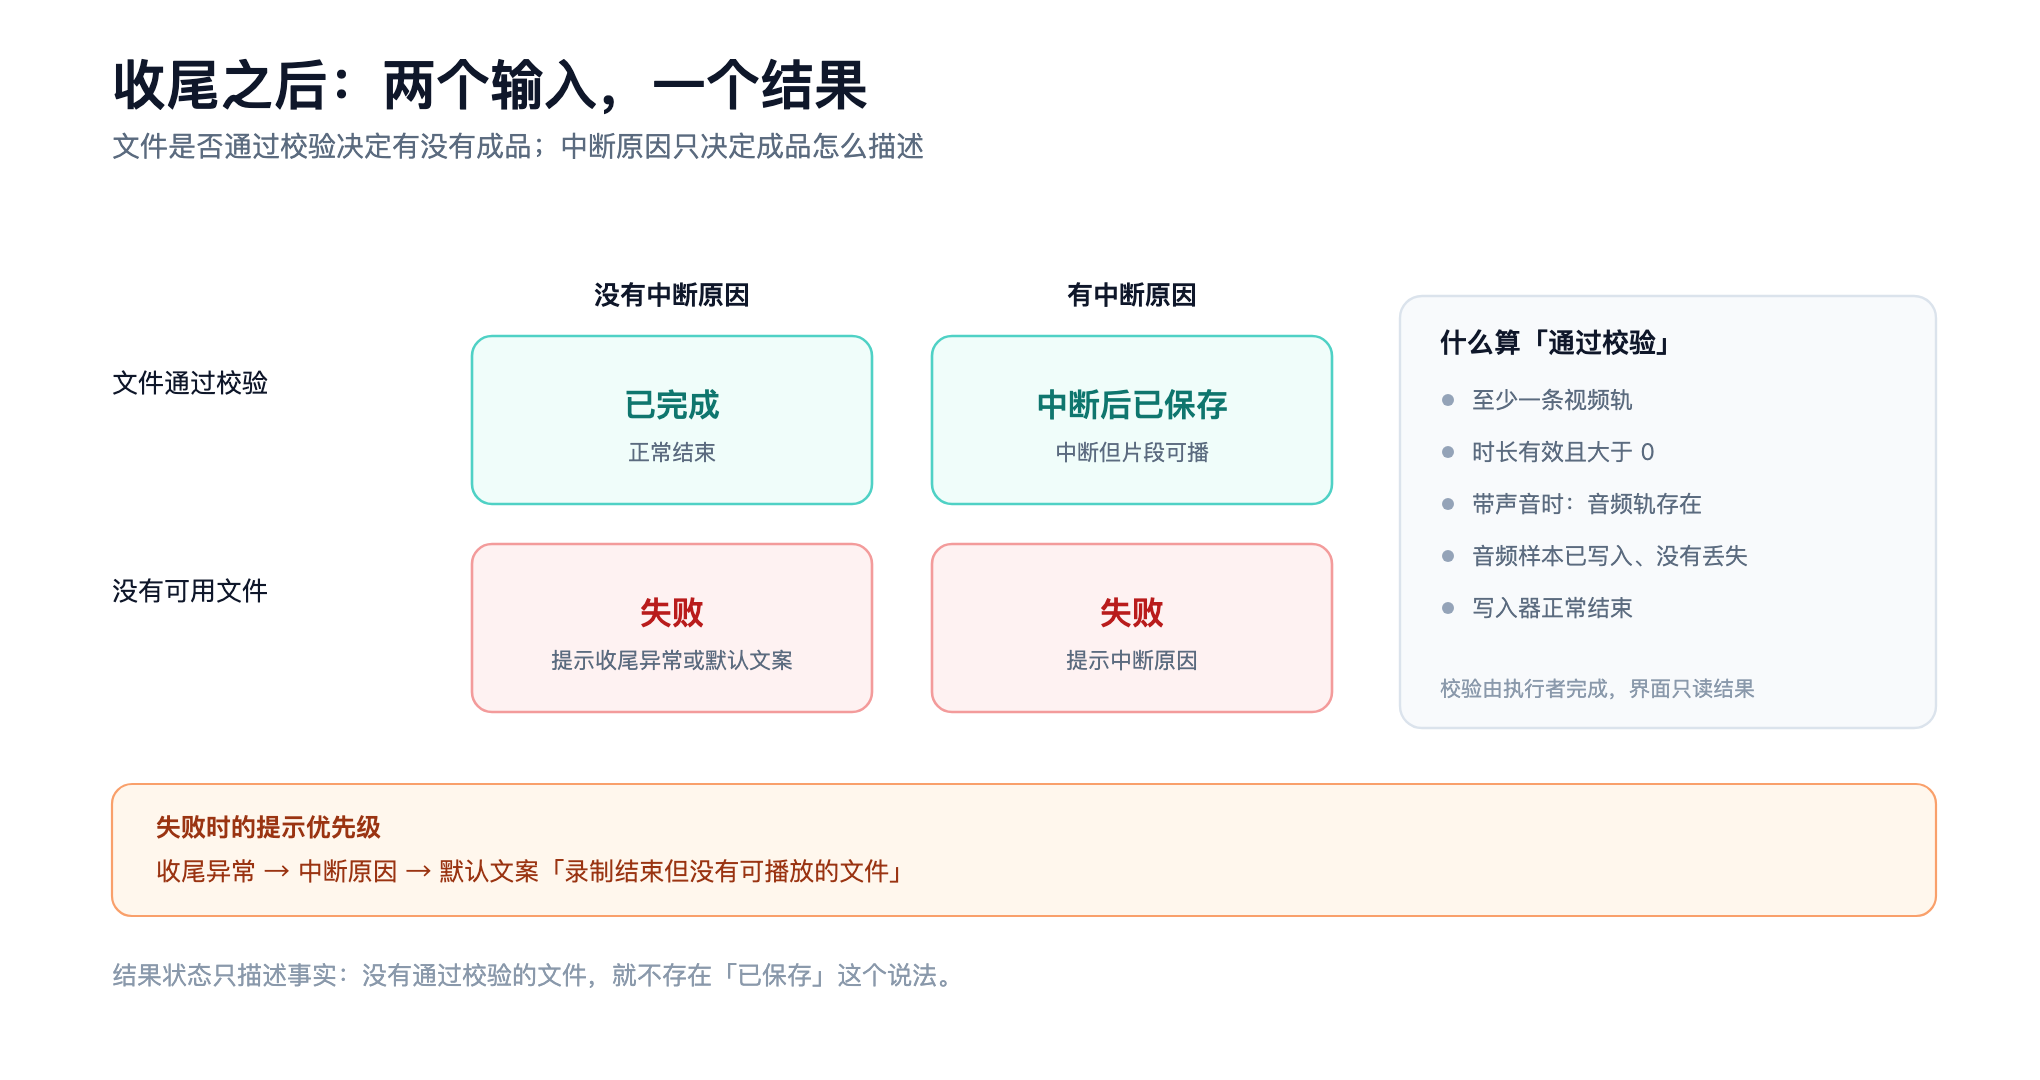 收尾之后：两个输入，一个结果
文件是否通过校验决定有没有成品；中断原因只决定成品怎么描述
没有中断原因
有中断原因
文件通过校验
已完成
正常结束
中断后已保存
中断但片段可播
没有可用文件
失败
提示收尾异常或默认文案
失败
提示中断原因
什么算「通过校验」
至少一条视频轨
时长有效且大于 0
带声音时：音频轨存在
音频样本已写入、没有丢失
写入器正常结束
校验由执行者完成，界面只读结果
失败时的提示优先级
收尾异常 → 中断原因 → 默认文案「录制结束但没有可播放的文件」
结果状态只描述事实：没有通过校验的文件，就不存在「已保存」这个说法。